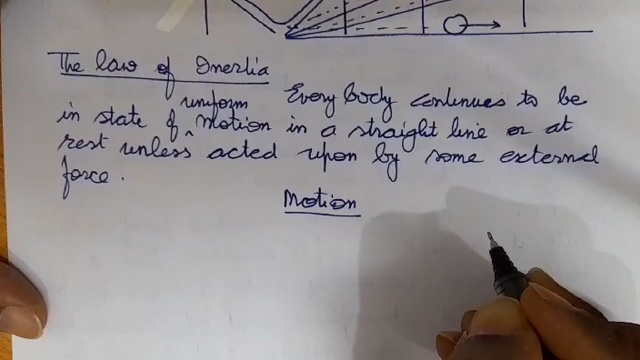 The law of Inertia
Every body continues to be
in state of uniform motion in a straight line or at
rest unless acted upon by some external
force.
Motion